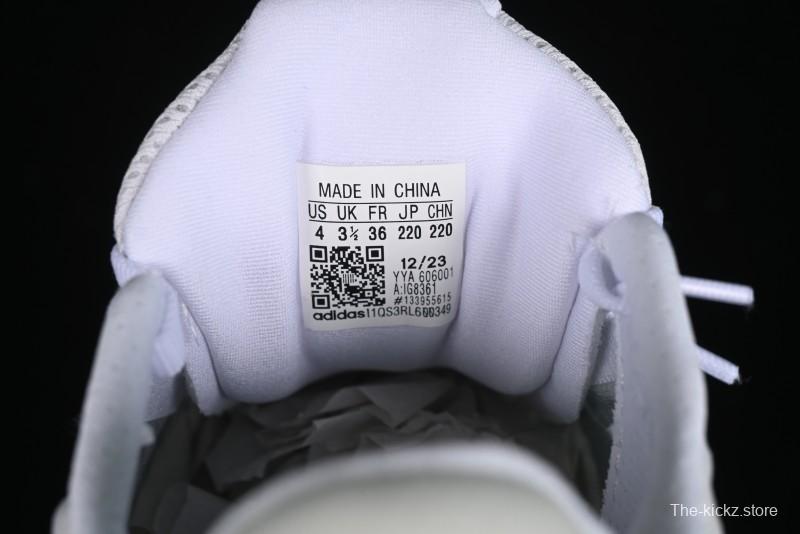 MADE IN CHINA
US UK FR JP CHN
4 3½ 36 220 220
12/23
YYA 606001
A:IG8361
#133955615
adidas
The-kickz.store